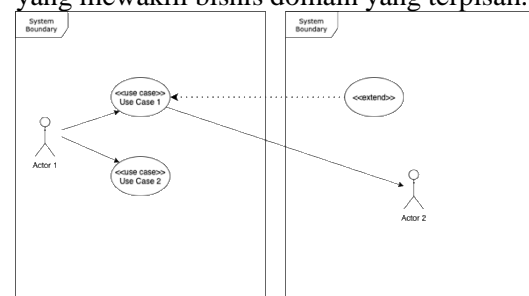 yang mewakili bisnis domain yang terpisah.
System
Boundary
System
Boundary
<<use case>>
Use Case 1
<<extend>>
Actor 1
<<use case>>
Use Case 2
Actor 2